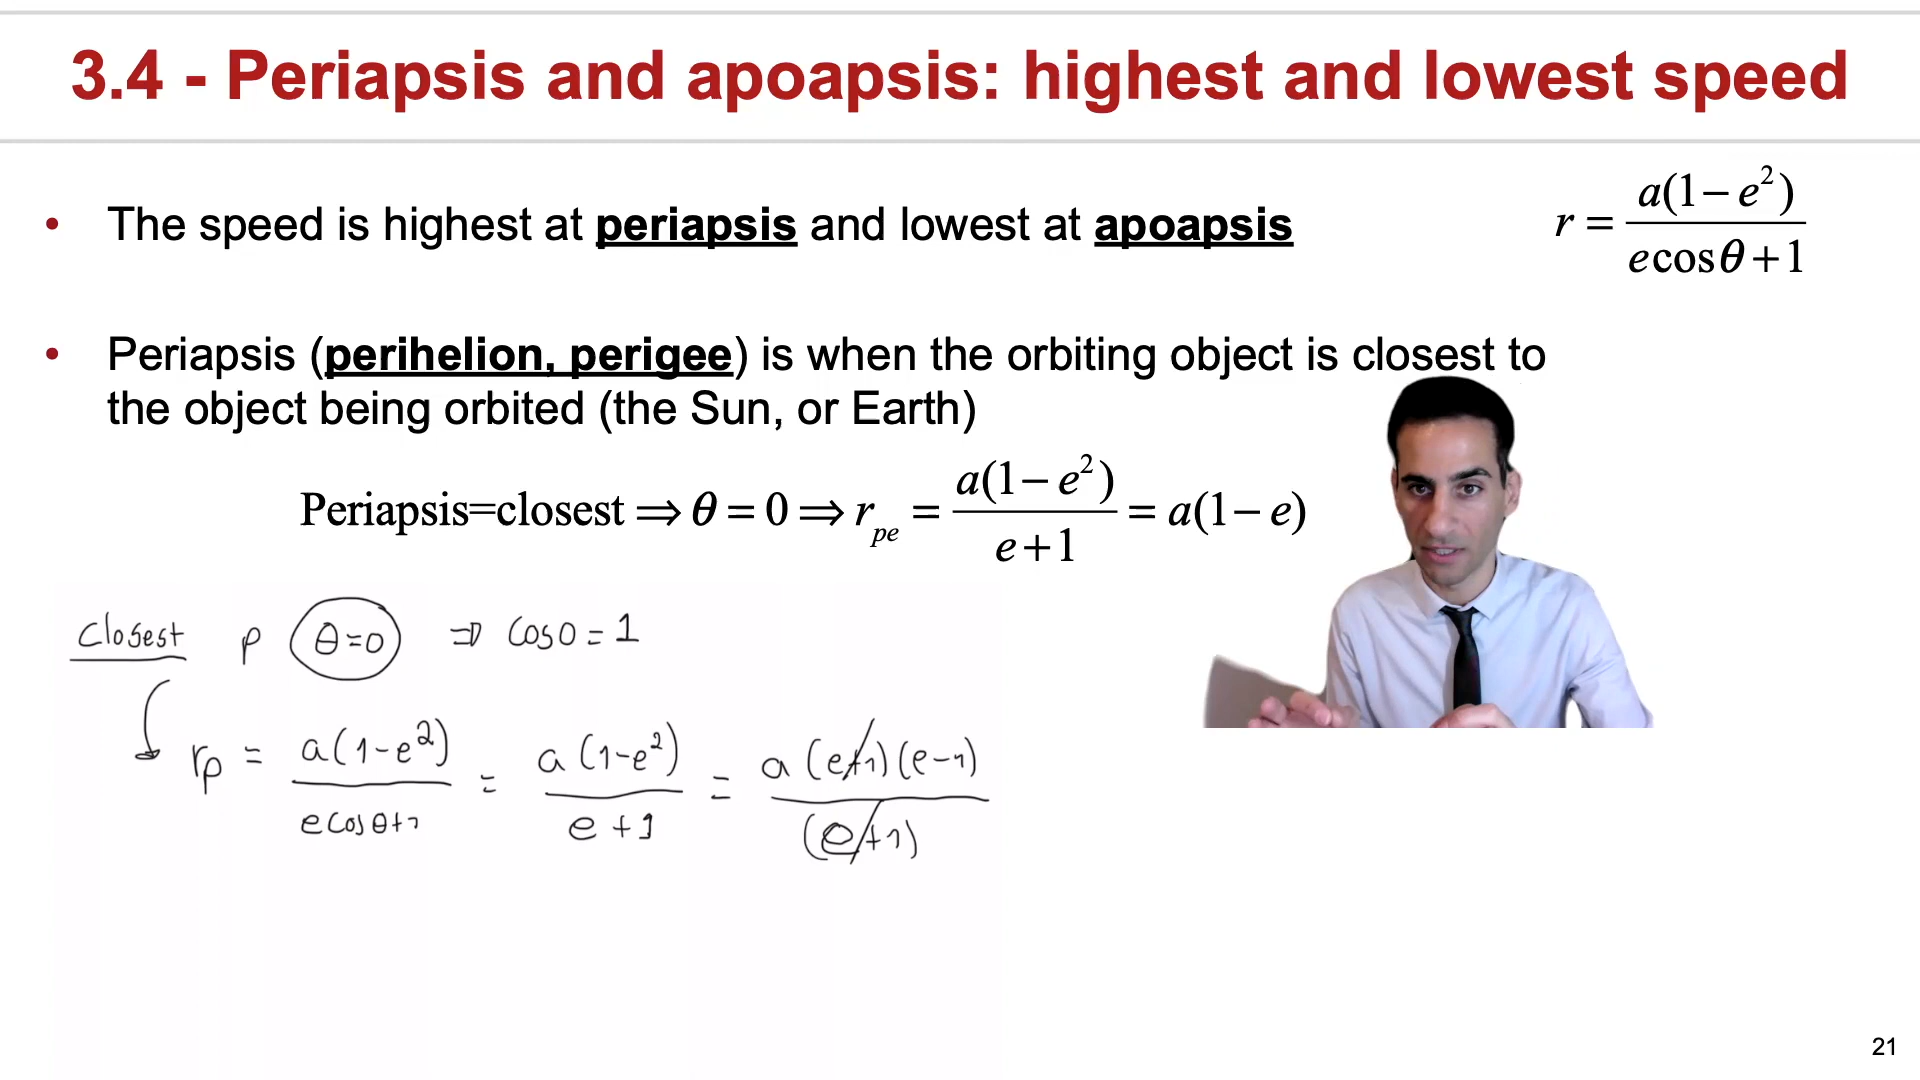 3.4 - Periapsis and apoapsis: highest and lowest speed
• The speed is highest at periapsis and lowest at apoapsis
r = a(1− e²) / ecosθ +1
• Periapsis (perihelion, perigee) is when the orbiting object is closest to
the object being orbited (the Sun, or Earth)
Periapsis=closest ⇒ θ = 0 ⇒ r_pe = a(1− e²) / e+1 = a(1− e)
Closest p θ=0 ⇒ Cos0 = 1
rp = a(1-e²) / ecosθ+1 = a(1-e²) / e+1 = a(e+1)(e-1) / (e+1)
21